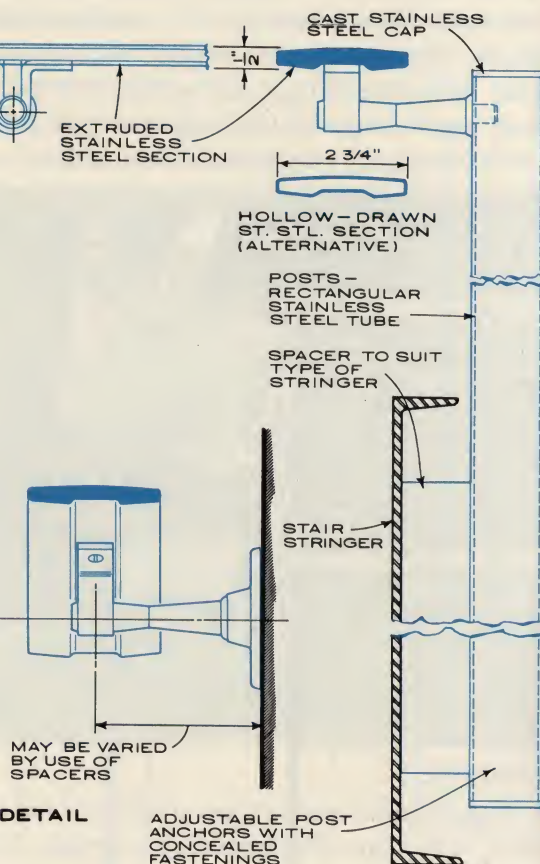 CAST STAINLESS
STEEL CAP
1/2"
EXTRUDED
STAINLESS
STEEL SECTION
2 3/4"
HOLLOW-DRAWN
ST. STL. SECTION
(ALTERNATIVE)
POSTS-
RECTANGULAR
STAINLESS
STEEL TUBE
SPACER TO SUIT
TYPE OF
STRINGER
STAIR
STRINGER
MAY BE VARIED
BY USE OF
SPACERS
DETAIL
ADJUSTABLE POST
ANCHORS WITH
CONCEALED
FASTENINGS